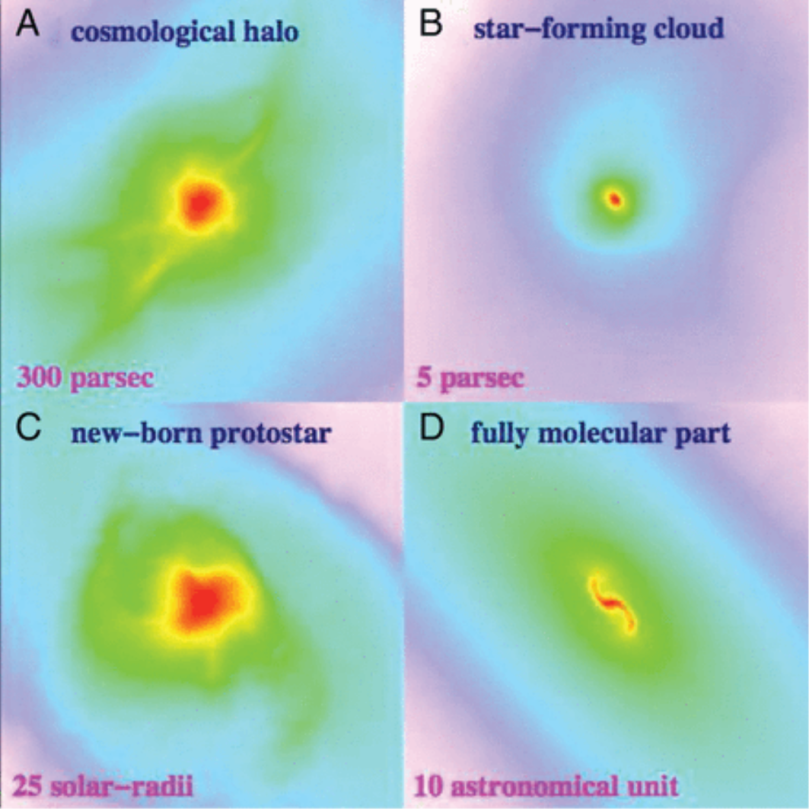 A cosmological halo
300 parsec
B star–forming cloud
5 parsec
C new–born protostar
25 solar–radii
D fully molecular part
10 astronomical unit